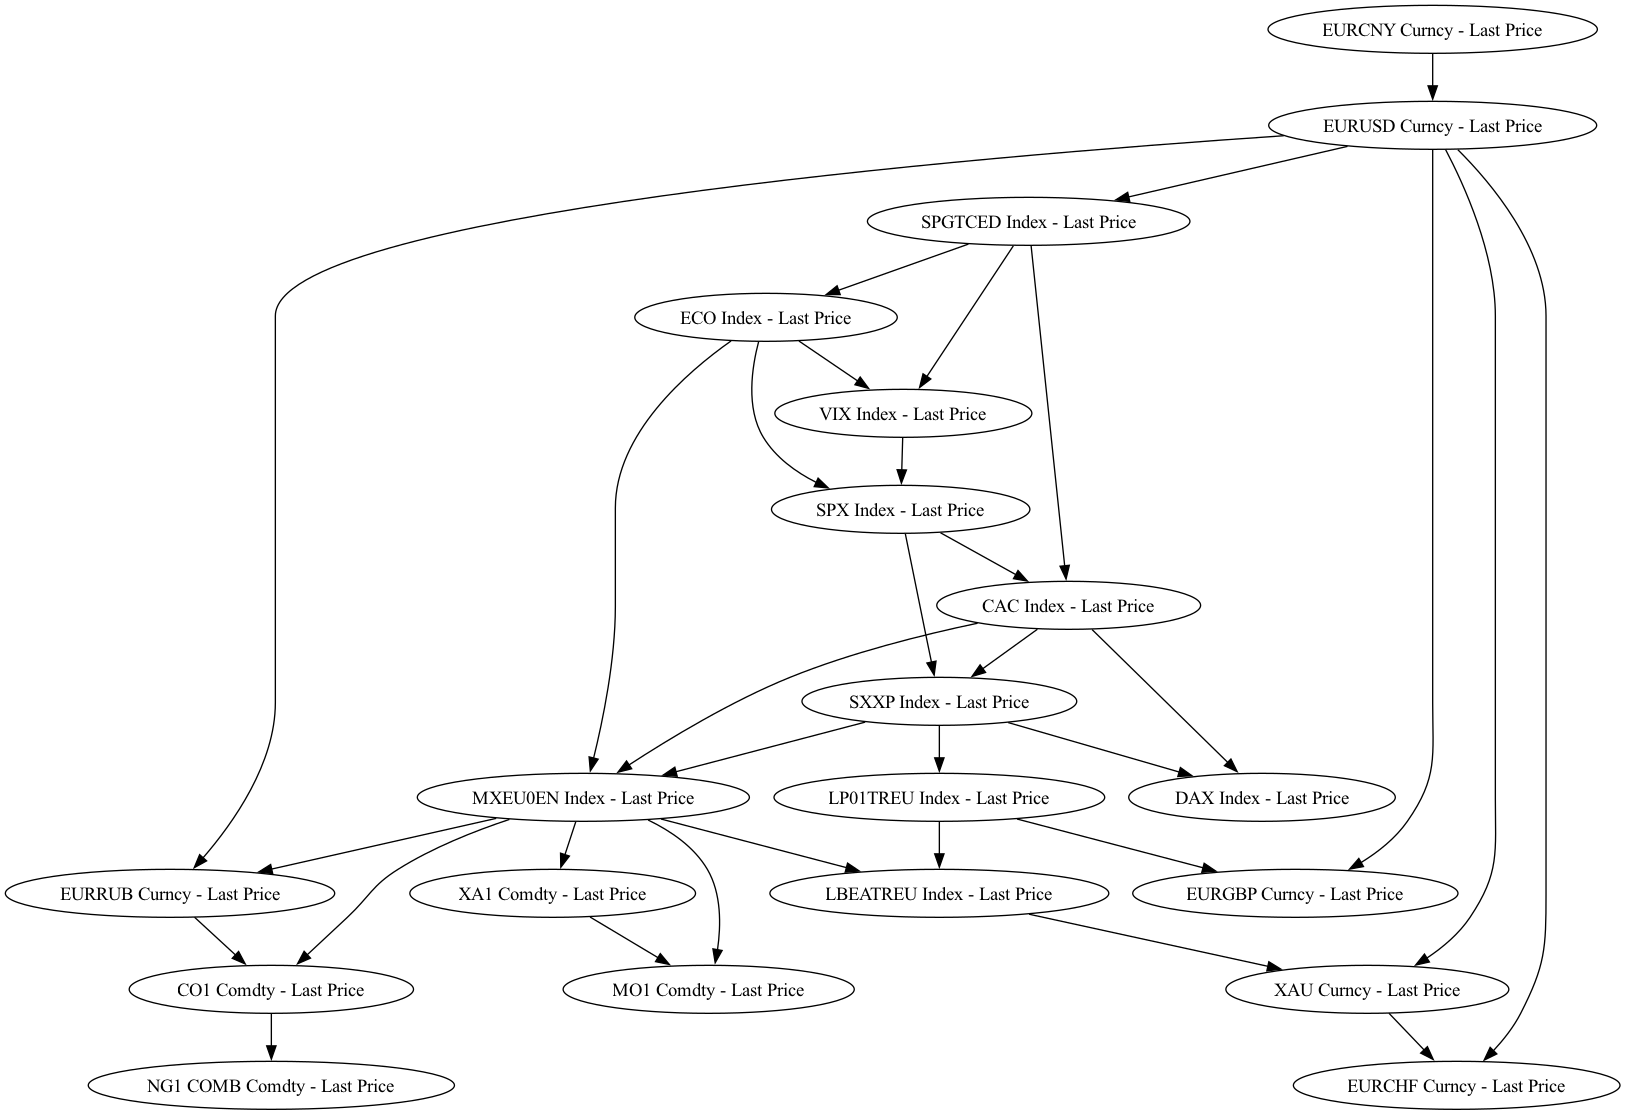 EURCNY Curncy - Last Price
EURUSD Curncy - Last Price
SPGTCED Index - Last Price
ECO Index - Last Price
VIX Index - Last Price
SPX Index - Last Price
CAC Index - Last Price
SXXP Index - Last Price
MXEU0EN Index - Last Price
LP01TREU Index - Last Price
DAX Index - Last Price
EURRUB Curncy - Last Price
XA1 Comdty - Last Price
LBEATREU Index - Last Price
EURGBP Curncy - Last Price
CO1 Comdty - Last Price
MO1 Comdty - Last Price
XAU Curncy - Last Price
NG1 COMB Comdty - Last Price
EURCHF Curncy - Last Price